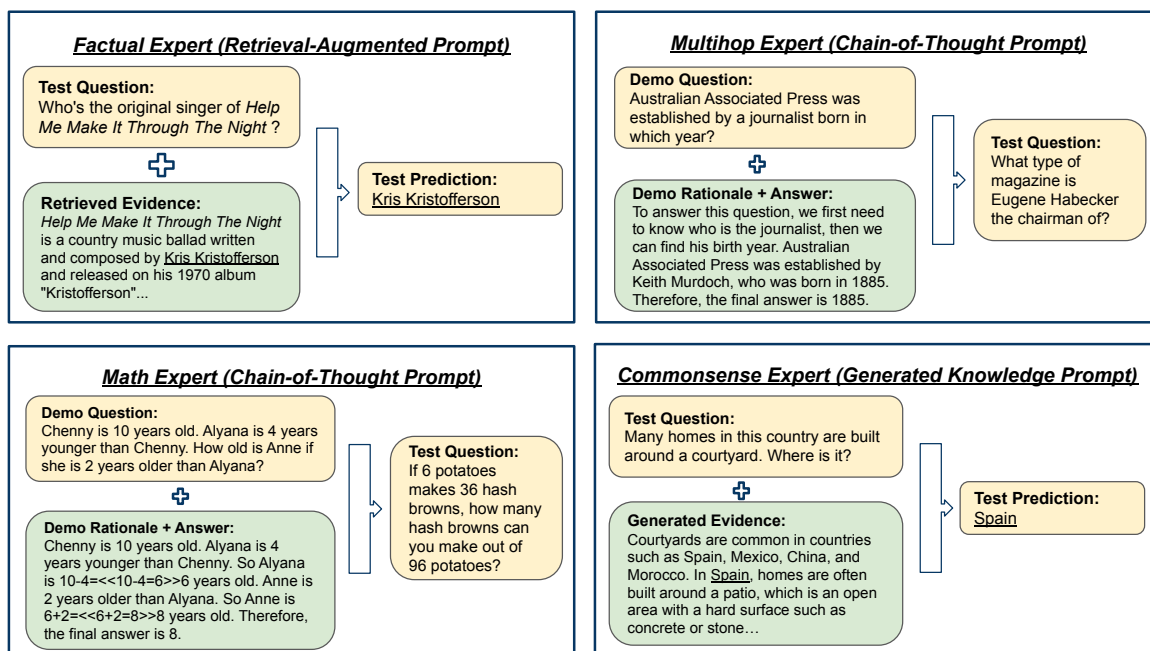 Factual Expert (Retrieval-Augmented Prompt)
Test Question:
Who's the original singer of Help
Me Make It Through The Night ?
Retrieved Evidence:
Help Me Make It Through The Night
is a country music ballad written
and composed by Kris Kristofferson
and released on his 1970 album
"Kristofferson"...
Test Prediction:
Kris Kristofferson
Multihop Expert (Chain-of-Thought Prompt)
Demo Question:
Australian Associated Press was
established by a journalist born in
which year?
Demo Rationale + Answer:
To answer this question, we first need
to know who is the journalist, then we
can find his birth year. Australian
Associated Press was established by
Keith Murdoch, who was born in 1885.
Therefore, the final answer is 1885.
Test Question:
What type of
magazine is
Eugene Habecker
the chairman of?
Math Expert (Chain-of-Thought Prompt)
Demo Question:
Chenny is 10 years old. Alyana is 4 years
younger than Chenny. How old is Anne if
she is 2 years older than Alyana?
Demo Rationale + Answer:
Chenny is 10 years old. Alyana is 4
years younger than Chenny. So Alyana
is 10-4=<<10-4=6>>6 years old. Anne is
2 years older than Alyana. So Anne is
6+2=<<6+2=8>>8 years old. Therefore,
the final answer is 8.
Test Question:
If 6 potatoes
makes 36 hash
browns, how many
hash browns can
you make out of
96 potatoes?
Commonsense Expert (Generated Knowledge Prompt)
Test Question:
Many homes in this country are built
around a courtyard. Where is it?
Generated Evidence:
Courtyards are common in countries
such as Spain, Mexico, China, and
Morocco. In Spain, homes are often
built around a patio, which is an open
area with a hard surface such as
concrete or stone…
Test Prediction:
Spain